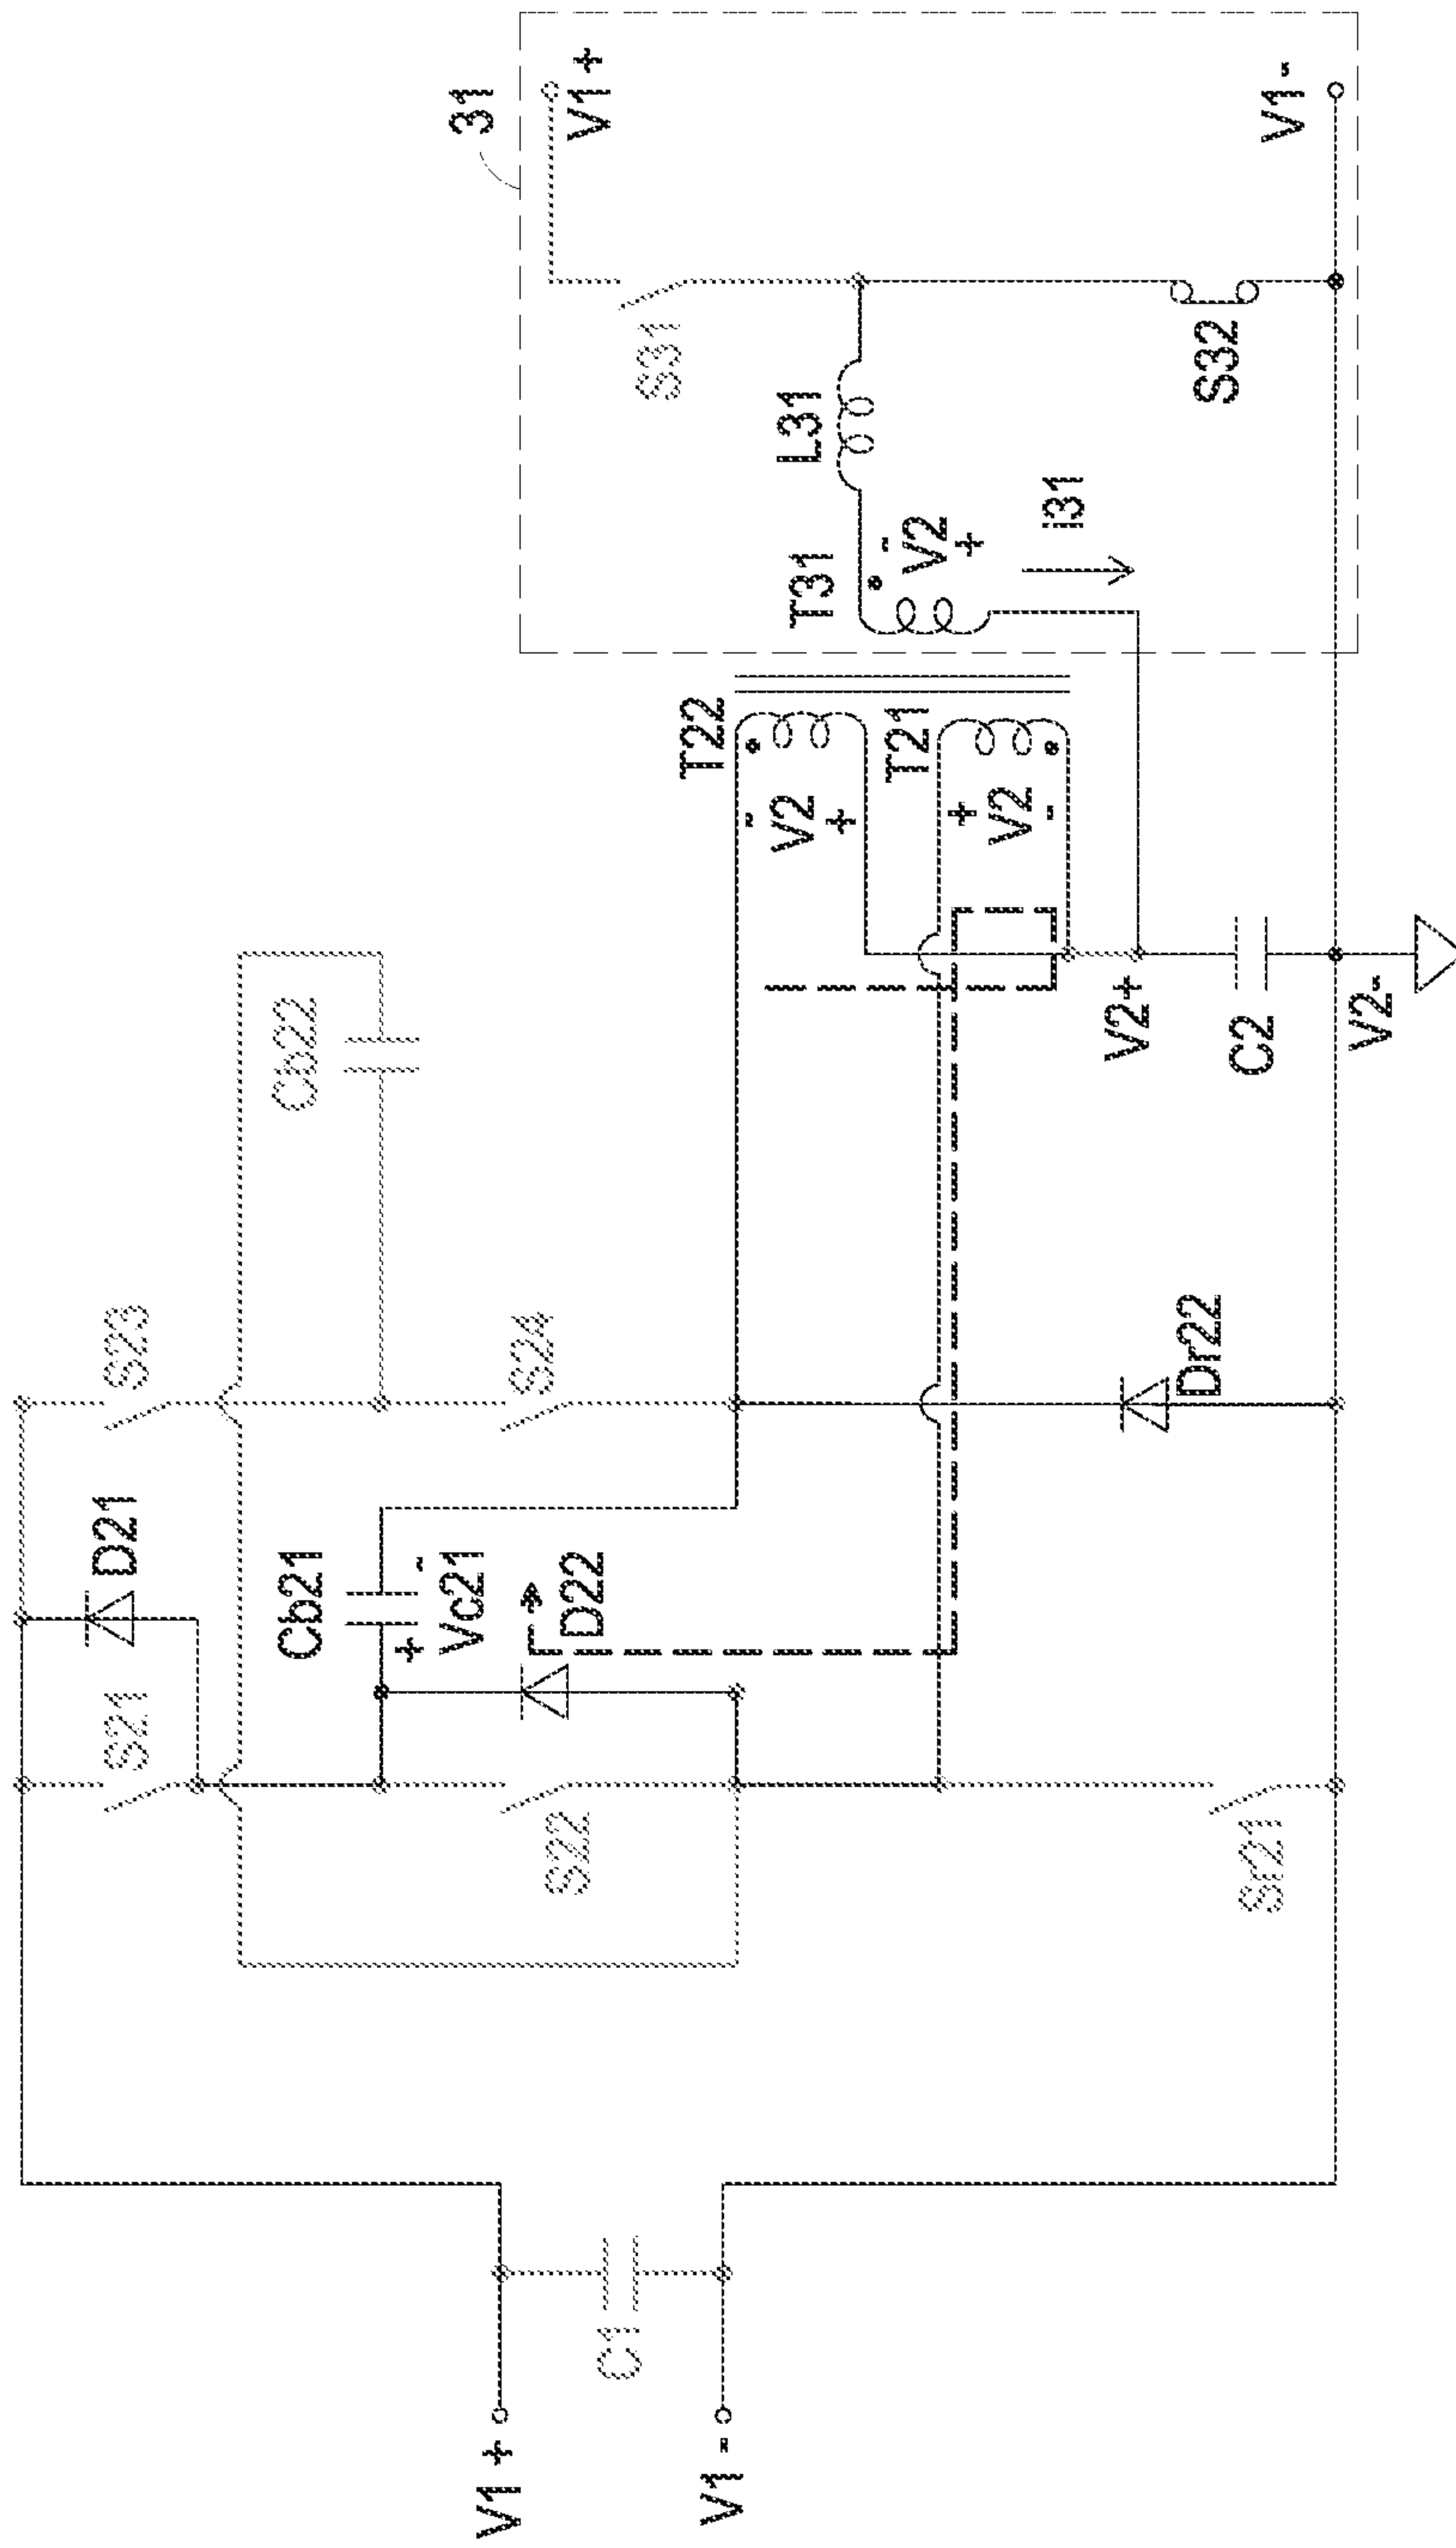 31
V1 +
S31
L31
T31
- V2 +
i31
S32
V1 -
T22
- V2 +
T21
+ V2 -
V2+
C2
V2-
Cb22
S23
S24
D21
Cb21
+ Vc21 -
D22
Dr22
S21
S22
Sr21
C1
V1 +
V1 -